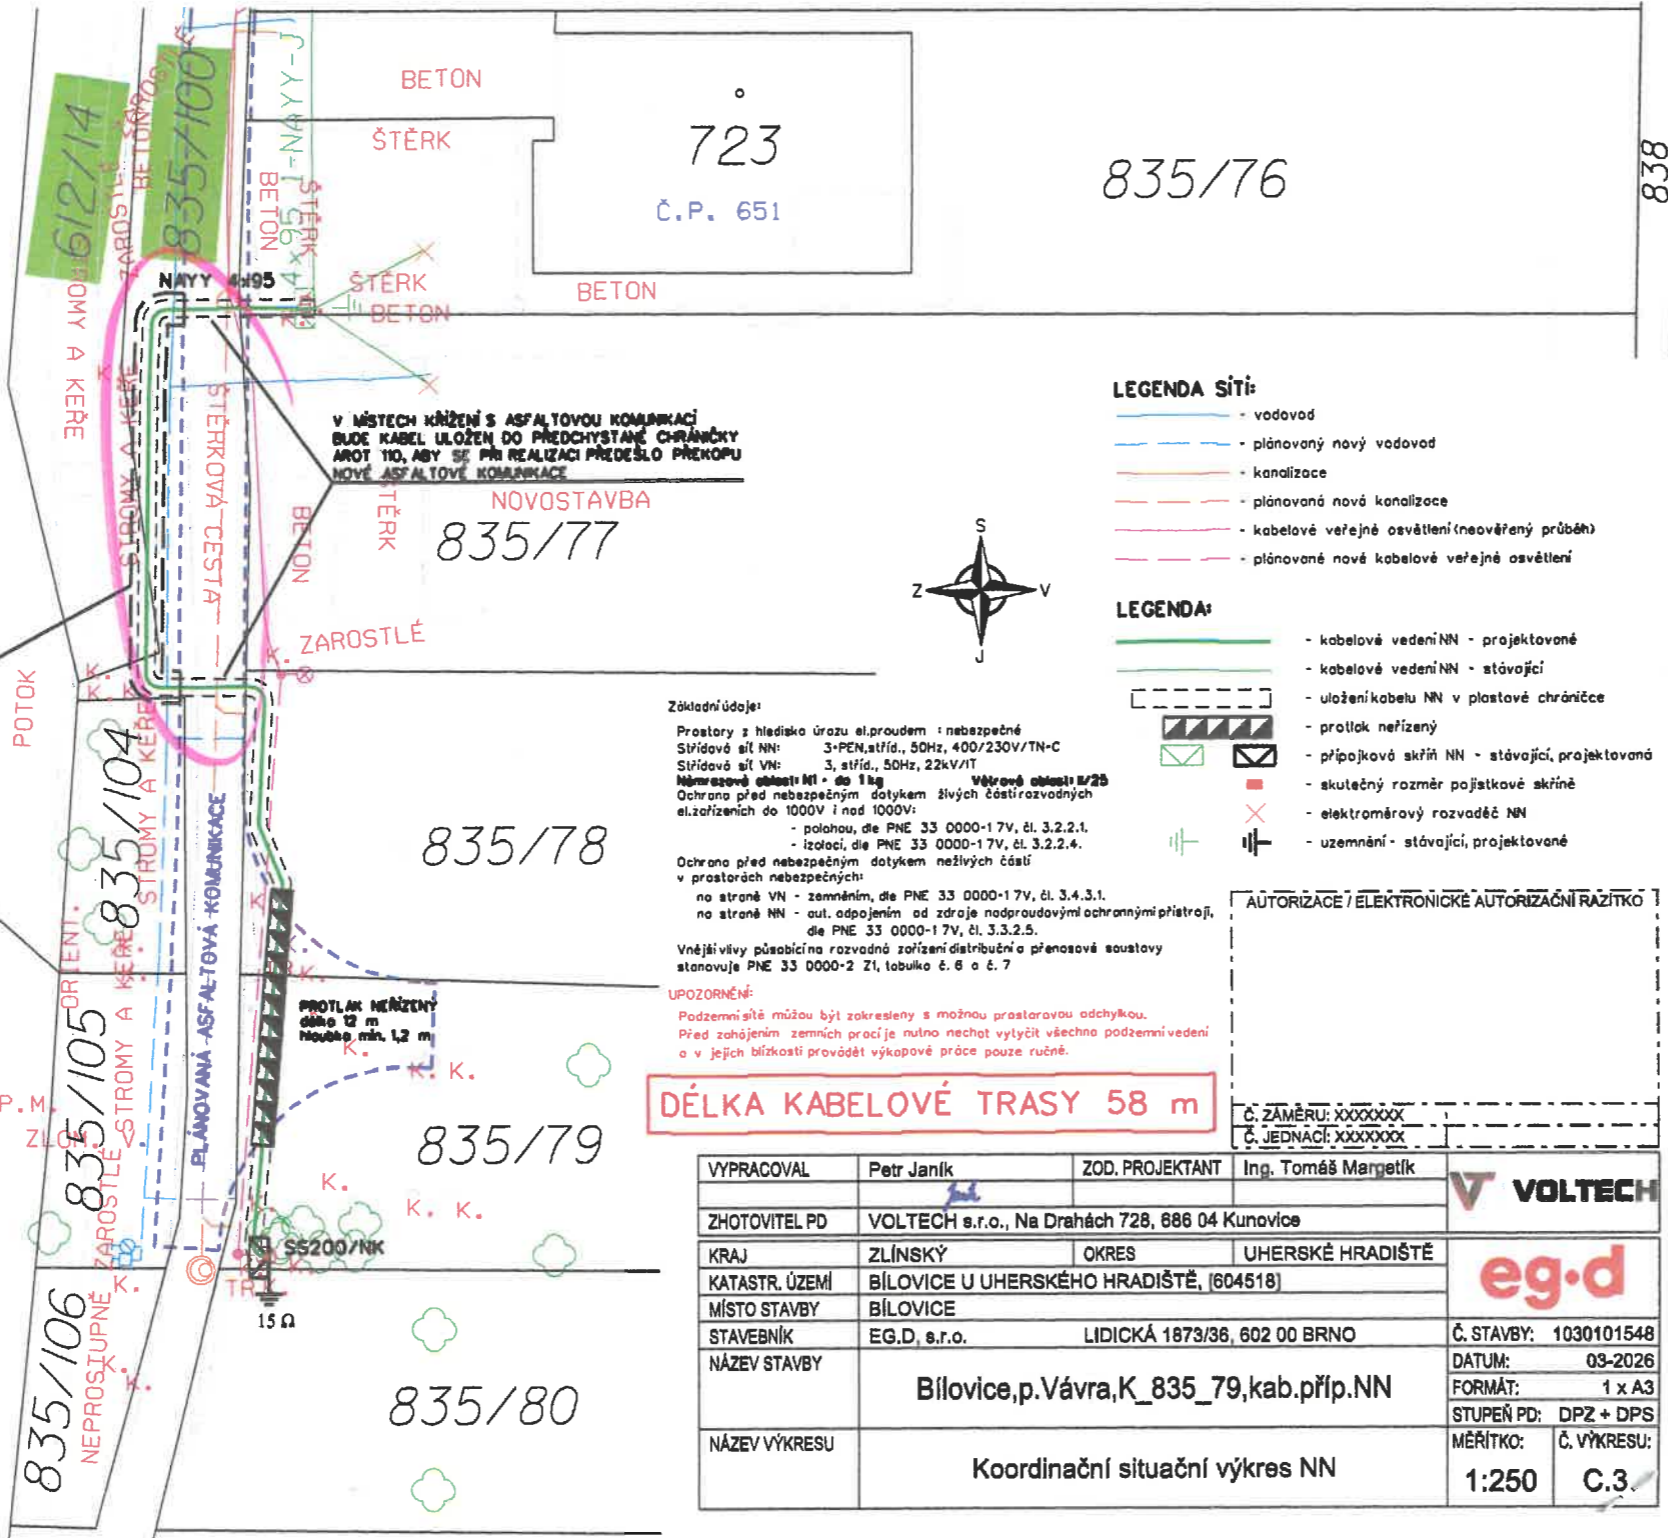 612/14
835/100
BETON
ŠTĚRK
723
Č.P. 651
835/76
838
BETON
ŠTĚRK
NAYY 4x95
ŠTĚRK
BETON
BETON
STROMY A KEŘE
ŠTĚRKOVÁ CESTA
V MÍSTECH KŘÍŽENÍ S ASFALTOVOU KOMUNIKACÍ
BUDE KABEL ULOŽEN DO PŘEDCHYSTANÉ CHRÁNIČKY
AROT 110, ABY SE PŘI REALIZACI PŘEDEŠLO PŘEKOPU
NOVÉ ASFALTOVÉ KOMUNIKACE
NOVOSTAVBA
835/77
ŠTĚRK
BETON
ZAROSTLÉ
POTOK
S
Z
V
J
LEGENDA SÍTÍ:
- vodovod
- plánovaný nový vodovod
- kanalizace
- plánovaná nová kanalizace
- kabelové veřejné osvětlení (neověřený průběh)
- plánované nové kabelové veřejné osvětlení
LEGENDA:
- kabelové vedení NN - projektované
- kabelové vedení NN - stávající
- uložení kabelu NN v plastové chráničce
- protlak neřízený
- přípojková skříň NN - stávající, projektovaná
- skutečný rozměr pojistkové skříně
- elektroměrový rozvaděč NN
- uzemnění - stávající, projektované
Základní údaje:
Prostory z hlediska úrazu el.proudem : nebezpečné
Střídavá síť NN: 3+PEN,stříd., 50Hz, 400/230V/TN-C
Střídavá síť VN: 3, stříd., 50Hz, 22kV/IT
Námrazová oblast: N1 - do 1 kg Větrová oblast: II/25
Ochrana před nebezpečným dotykem živých částí rozvodných
el.zařízeních do 1000V i nad 1000V:
- polohou, dle PNE 33 0000-1 7V, čl. 3.2.2.1.
- izolací, dle PNE 33 0000-1 7V, čl. 3.2.2.4.
Ochrana před nebezpečným dotykem neživých částí
v prostorách nebezpečných:
na straně VN - zemněním, dle PNE 33 0000-1 7V, čl. 3.4.3.1.
na straně NN - aut. odpojením od zdroje nadproudovými ochrannými přístroji,
dle PNE 33 0000-1 7V, čl. 3.3.2.5.
Vnější vlivy působící na rozvodná zařízení distribuční a přenosové soustavy
stanovuje PNE 33 0000-2 Z1, tabulka č. 6 a č. 7
UPOZORNĚNÍ:
Podzemní sítě můžou být zakresleny s možnou prostorovou odchylkou.
Před zahájením zemních prací je nutno nechat vytýčit všechna podzemní vedení
a v jejich blízkosti provádět výkopové práce pouze ručně.
DÉLKA KABELOVÉ TRASY 58 m
835/104
STROMY A KEŘE
PLÁNOVANÁ ASFALTOVÁ KOMUNIKACE
835/78
ORIENT.
PROTLAK NEŘÍZENÝ
délka 12 m
hloubka min. 1,2 m
K.
K. K.
835/105
ZAROSTLÉ STROMY A KEŘE
P.M.
835/79
K.
K. K.
SS200/NK
15 Ω
835/106
NEPROSTUPNÉ
K.
835/80
AUTORIZACE / ELEKTRONICKÉ AUTORIZAČNÍ RAZÍTKO
Č. ZÁMĚRU: XXXXXXX
Č. JEDNACÍ: XXXXXXX
VYPRACOVAL Petr Janík ZOD. PROJEKTANT Ing. Tomáš Margetík
VOLTECH
ZHOTOVITEL PD VOLTECH s.r.o., Na Drahách 728, 686 04 Kunovice
KRAJ ZLÍNSKÝ OKRES UHERSKÉ HRADIŠTĚ
eg.d
KATASTR. ÚZEMÍ BÍLOVICE U UHERSKÉHO HRADIŠTĚ, [604518]
MÍSTO STAVBY BÍLOVICE
STAVEBNÍK EG.D, s.r.o. LIDICKÁ 1873/36, 602 00 BRNO
Č. STAVBY: 1030101548
NÁZEV STAVBY
Bílovice,p.Vávra,K_835_79,kab.příp.NN
DATUM: 03-2026
FORMÁT: 1 x A3
STUPEŇ PD: DPZ + DPS
NÁZEV VÝKRESU
Koordinační situační výkres NN
MĚŘÍTKO: 1:250
Č. VÝKRESU: C.3.